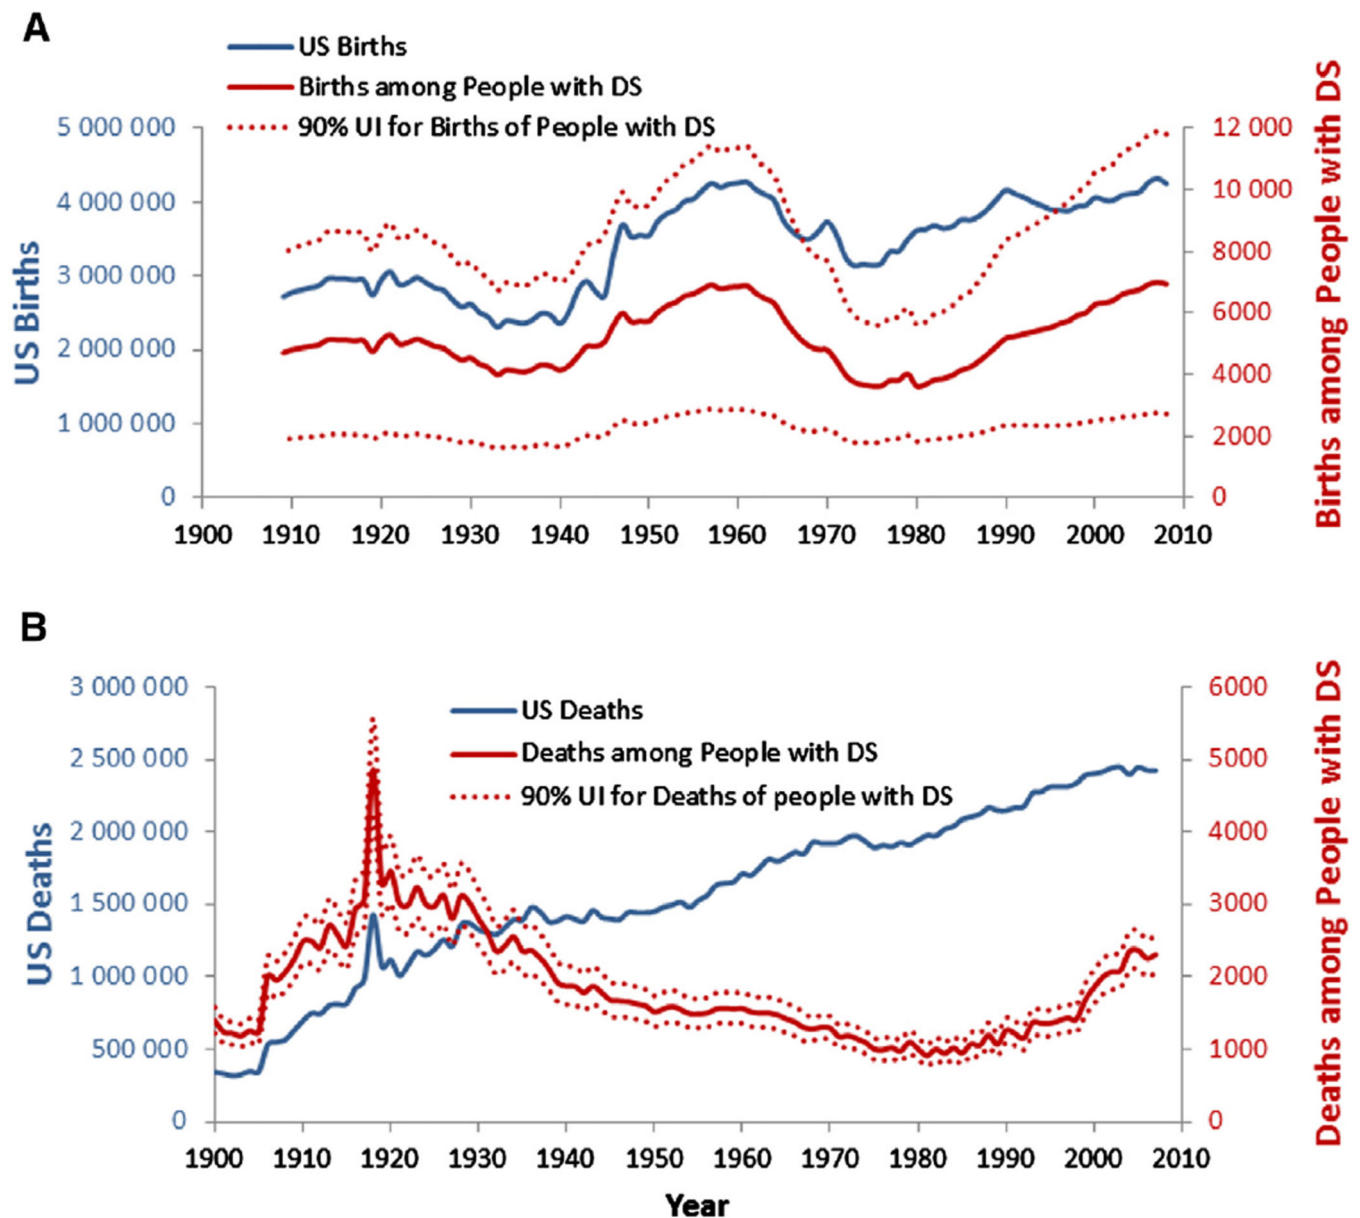 A
US Births
Births among People with DS
90% UI for Births of People with DS
5 000 000
4 000 000
3 000 000
2 000 000
1 000 000
0
US Births
12 000
10 000
8000
6000
4000
2000
0
Births among People with DS
1900 1910 1920 1930 1940 1950 1960 1970 1980 1990 2000 2010
B
US Deaths
Deaths among People with DS
90% UI for Deaths of people with DS
3 000 000
2 500 000
2 000 000
1 500 000
1 000 000
500 000
0
US Deaths
6000
5000
4000
3000
2000
1000
0
Deaths among People with DS
1900 1910 1920 1930 1940 1950 1960 1970 1980 1990 2000 2010
Year